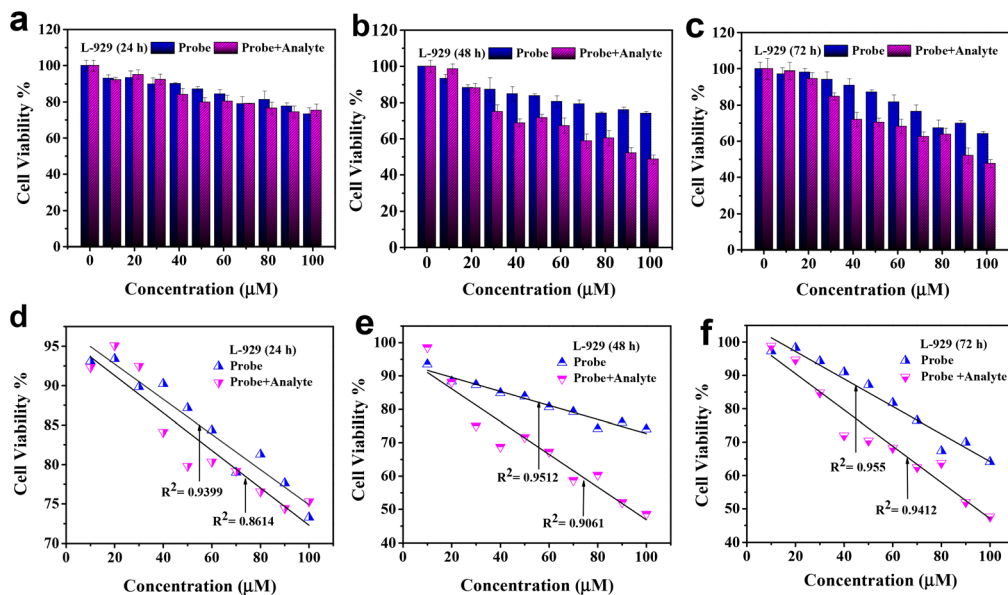 a
L-929 (24 h) Probe Probe+Analyte
120
100
80
60
40
20
0
Cell Viability %
0 20 40 60 80 100
Concentration (μM)
b
L-929 (48 h) Probe Probe+Analyte
120
100
80
60
40
20
0
Cell Viability %
0 20 40 60 80 100
Concentration (μM)
c
L-929 (72 h) Probe Probe+Analyte
120
100
80
60
40
20
0
Cell Viability %
0 20 40 60 80 100
Concentration (μM)
d
L-929 (24 h)
Probe
Probe+Analyte
95
90
85
80
75
70
Cell Viability %
R²= 0.9399
R²= 0.8614
0 20 40 60 80 100
Concentration (μM)
e
L-929 (48 h)
Probe
Probe+Analyte
100
90
80
70
60
50
40
Cell Viability %
R²= 0.9512
R²= 0.9061
0 20 40 60 80 100
Concentration (μM)
f
L-929 (72 h)
Probe
Probe +Analyte
100
90
80
70
60
50
40
Cell Viability %
R²= 0.955
R²= 0.9412
0 20 40 60 80 100
Concentration (μM)